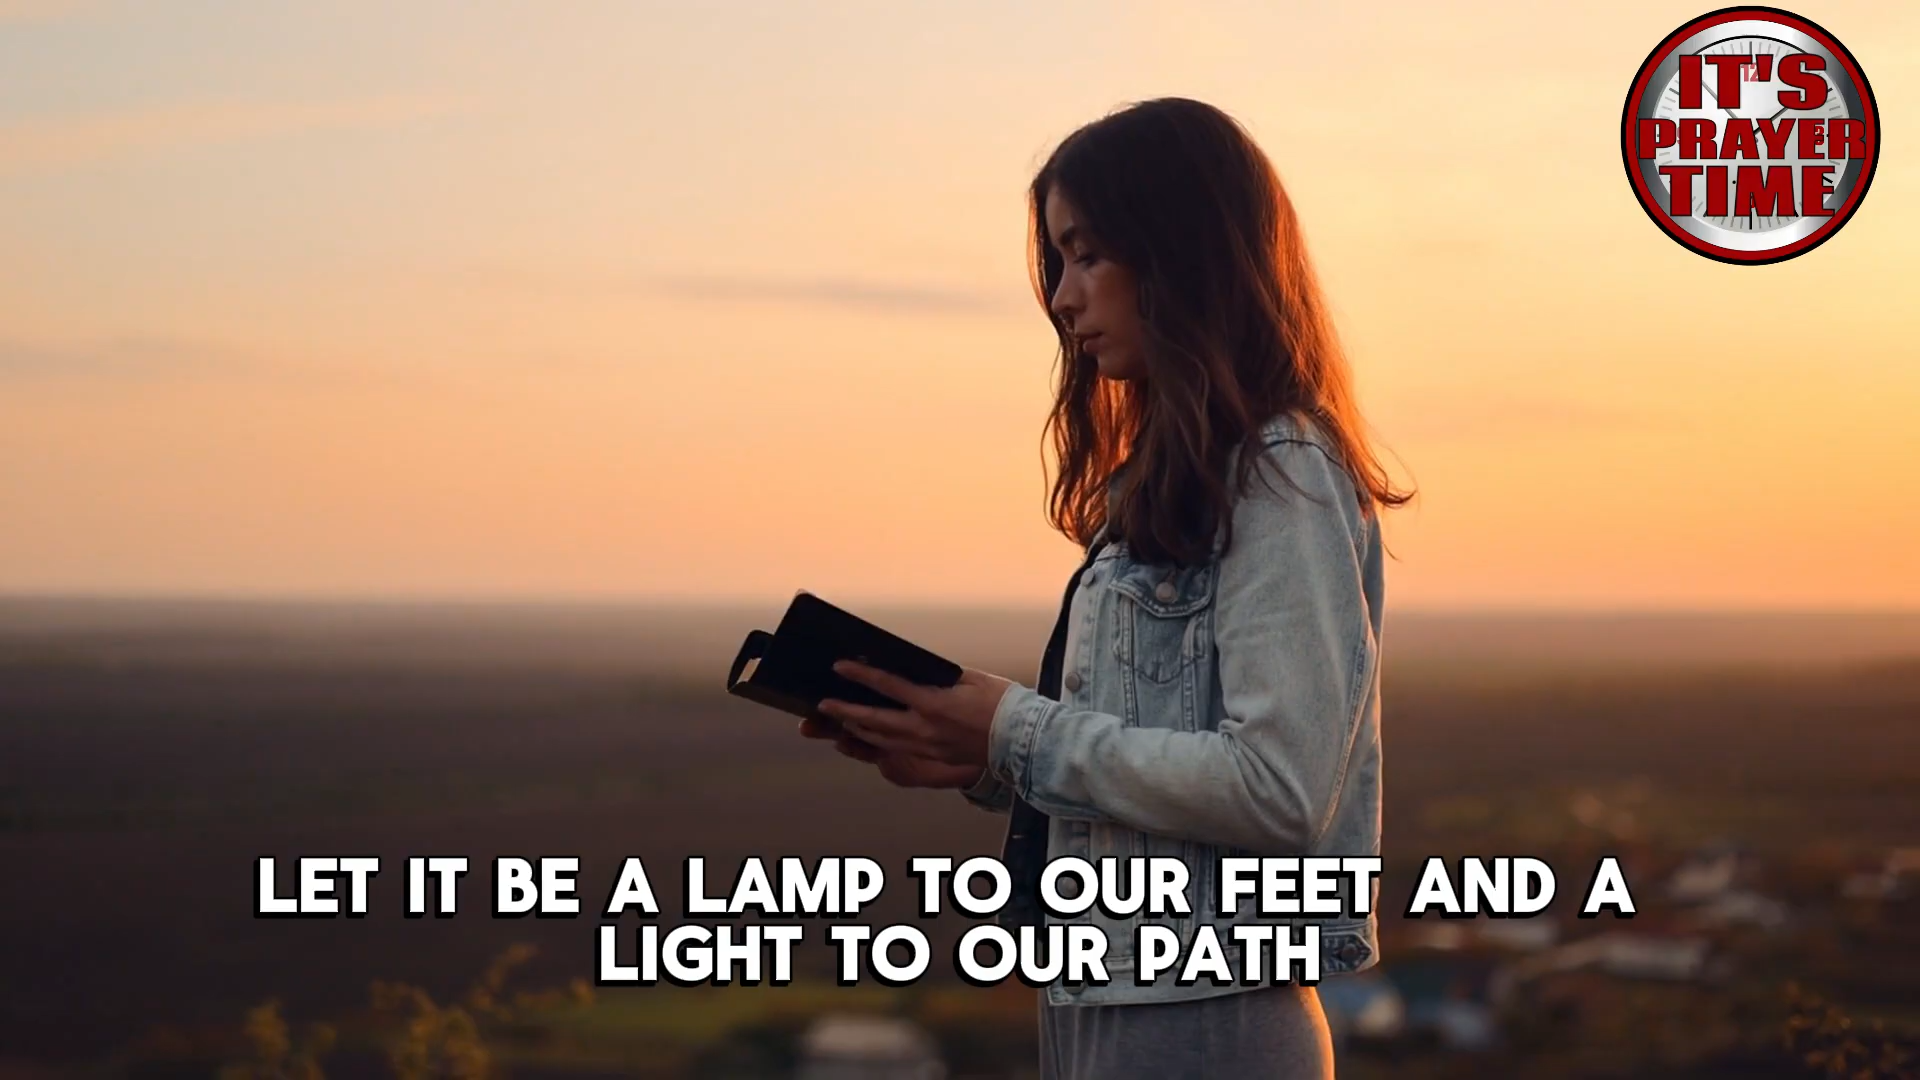 IT'S
PRAYER
TIME
LET IT BE A LAMP TO OUR FEET AND A
LIGHT TO OUR PATH